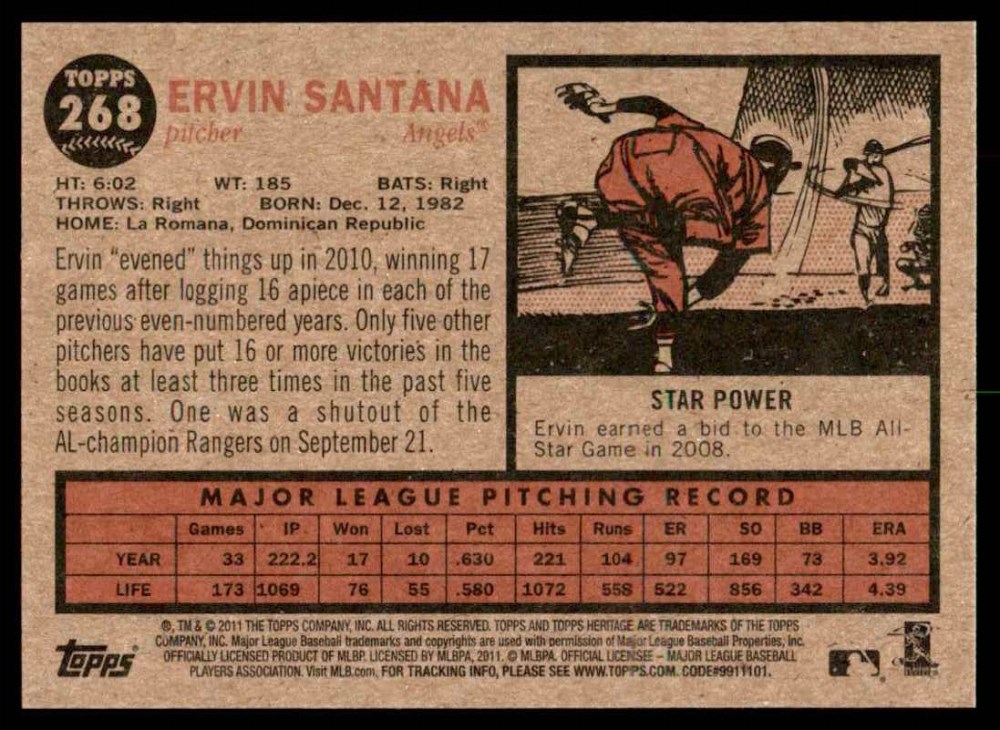 TOPPS
268
ERVIN SANTANA
pitcher Angels®
HT: 6:02 WT: 185 BATS: Right
THROWS: Right BORN: Dec. 12, 1982
HOME: La Romana, Dominican Republic
Ervin "evened" things up in 2010, winning 17
games after logging 16 apiece in each of the
previous even-numbered years. Only five other
pitchers have put 16 or more victories in the
books at least three times in the past five
seasons. One was a shutout of the
AL-champion Rangers on September 21.
STAR POWER
Ervin earned a bid to the MLB All-
Star Game in 2008.
MAJOR LEAGUE PITCHING RECORD
Games IP Won Lost Pct Hits Runs ER SO BB ERA
YEAR 33 222.2 17 10 .630 221 104 97 169 73 3.92
LIFE 173 1069 76 55 .580 1072 558 522 856 342 4.39
®, TM & © 2011 THE TOPPS COMPANY, INC. ALL RIGHTS RESERVED. TOPPS AND TOPPS HERITAGE ARE TRADEMARKS OF THE TOPPS
COMPANY, INC. Major League Baseball trademarks and copyrights are used with permission of Major League Baseball Properties, Inc.
OFFICIALLY LICENSED PRODUCT OF MLBP. LICENSED BY MLBPA, 2011. © MLBPA. OFFICIAL LICENSEE – MAJOR LEAGUE BASEBALL
PLAYERS ASSOCIATION. Visit MLB.com. FOR TRACKING INFO, PLEASE SEE WWW.TOPPS.COM. CODE#9911101.
topps®